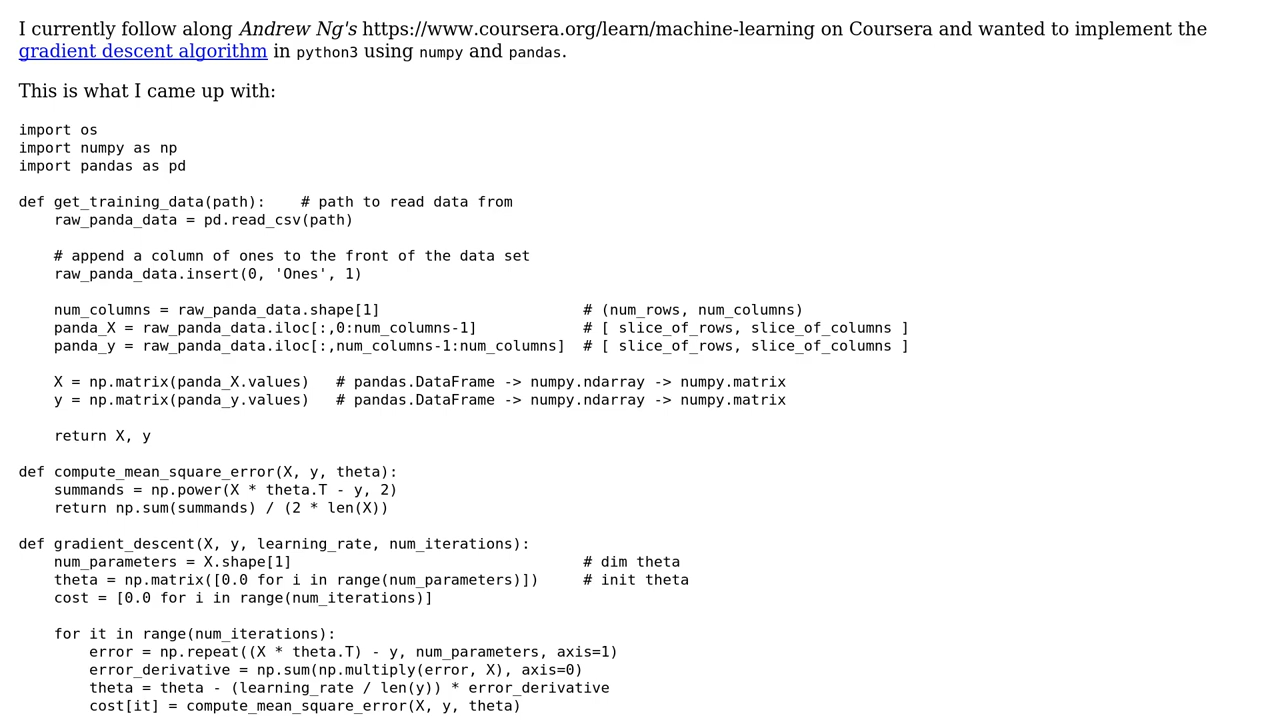 I currently follow along Andrew Ng's https://www.coursera.org/learn/machine-learning on Coursera and wanted to implement the
gradient descent algorithm in python3 using numpy and pandas.
This is what I came up with:
import os
import numpy as np
import pandas as pd
def get_training_data(path):    # path to read data from
    raw_panda_data = pd.read_csv(path)
    # append a column of ones to the front of the data set
    raw_panda_data.insert(0, 'Ones', 1)
    num_columns = raw_panda_data.shape[1]                       # (num_rows, num_columns)
    panda_X = raw_panda_data.iloc[:,0:num_columns-1]            # [ slice_of_rows, slice_of_columns ]
    panda_y = raw_panda_data.iloc[:,num_columns-1:num_columns]  # [ slice_of_rows, slice_of_columns ]
    X = np.matrix(panda_X.values)   # pandas.DataFrame -> numpy.ndarray -> numpy.matrix
    y = np.matrix(panda_y.values)   # pandas.DataFrame -> numpy.ndarray -> numpy.matrix
    return X, y
def compute_mean_square_error(X, y, theta):
    summands = np.power(X * theta.T - y, 2)
    return np.sum(summands) / (2 * len(X))
def gradient_descent(X, y, learning_rate, num_iterations):
    num_parameters = X.shape[1]                                 # dim theta
    theta = np.matrix([0.0 for i in range(num_parameters)])     # init theta
    cost = [0.0 for i in range(num_iterations)]
    for it in range(num_iterations):
        error = np.repeat((X * theta.T) - y, num_parameters, axis=1)
        error_derivative = np.sum(np.multiply(error, X), axis=0)
        theta = theta - (learning_rate / len(y)) * error_derivative
        cost[it] = compute_mean_square_error(X, y, theta)